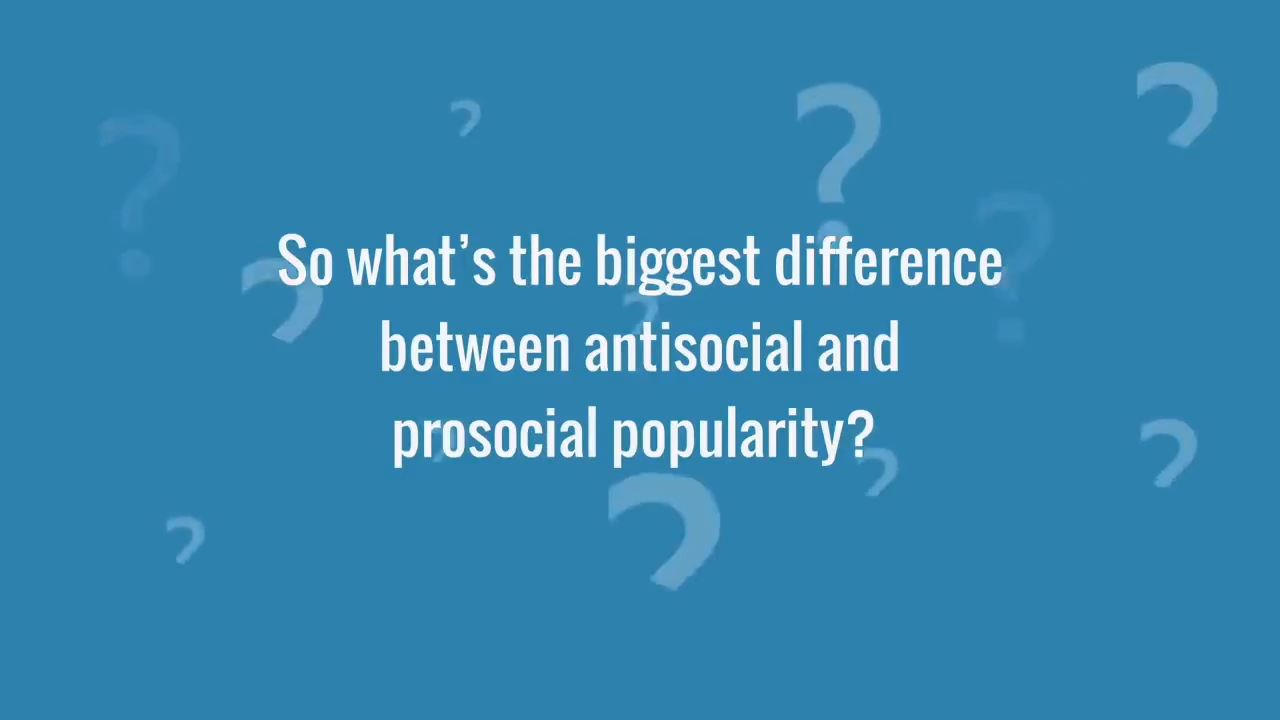 So what’s the biggest difference
between antisocial and
prosocial popularity?